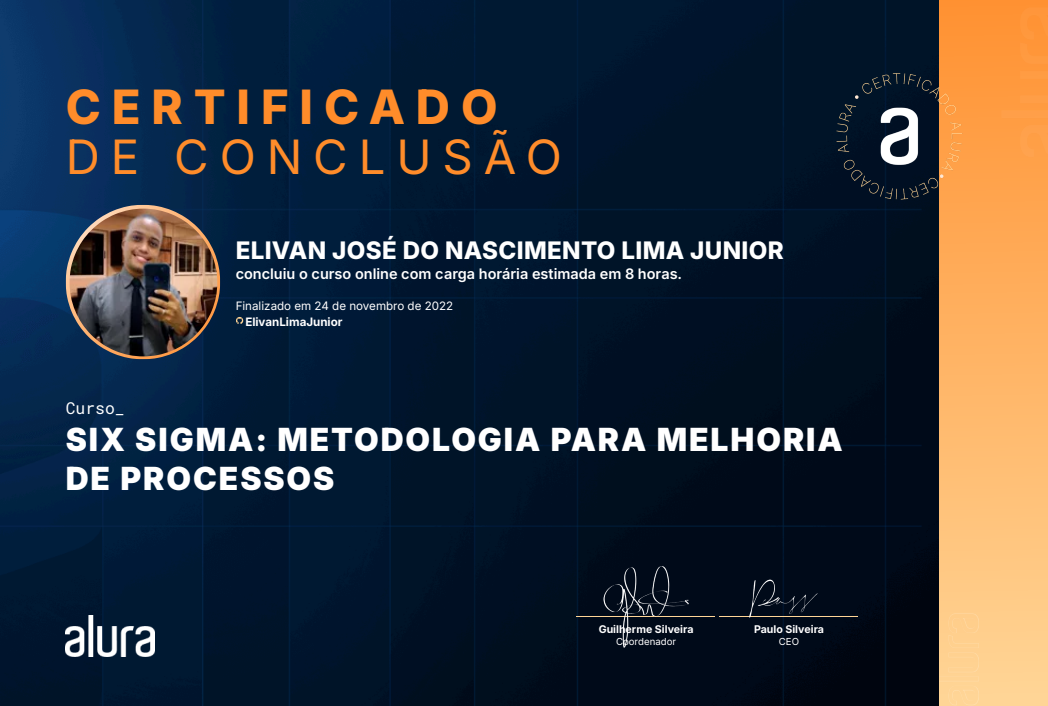 CERTIFICADO
DE CONCLUSÃO
CERTIFICADO ALURA • CERTIFICADO ALURA •
a
ELIVAN JOSÉ DO NASCIMENTO LIMA JUNIOR
concluiu o curso online com carga horária estimada em 8 horas.
Finalizado em 24 de novembro de 2022
ElivanLimaJunior
Curso_
SIX SIGMA: METODOLOGIA PARA MELHORIA
DE PROCESSOS
alura
Guilherme Silveira
Coordenador
Paulo Silveira
CEO